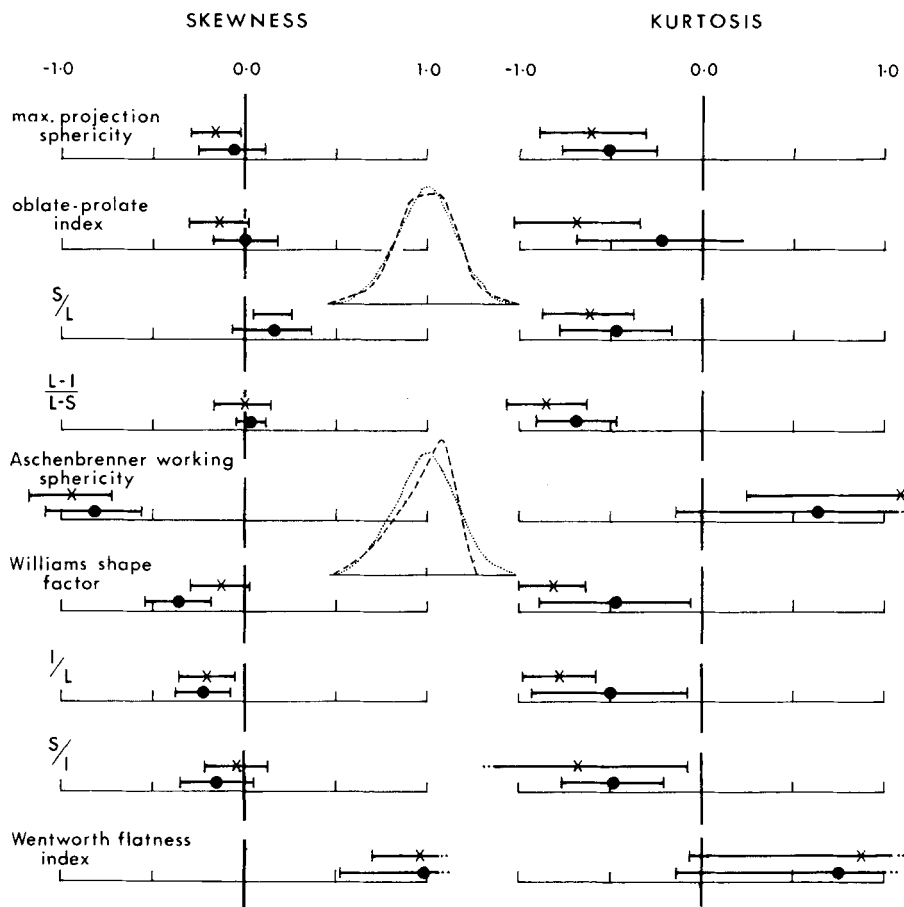 SKEWNESS KURTOSIS
-1·0 0·0 1·0 -1·0 0·0 1·0
max. projection
sphericity
oblate-prolate
index
S/L
L-I
L-S
Aschenbrenner working
sphericity
Williams shape
factor
I/L
S/I
Wentworth flatness
index